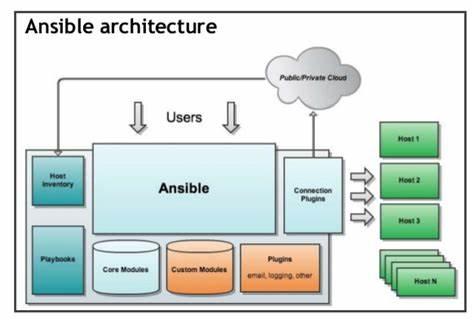 Ansible architecture
Public/Private Cloud
Users
Host
Inventory
Ansible
Connection
Plugins
Host 1
Host 2
Host 3
Host N
Playbooks
Core Modules
Custom Modules
Plugins
email, logging, other